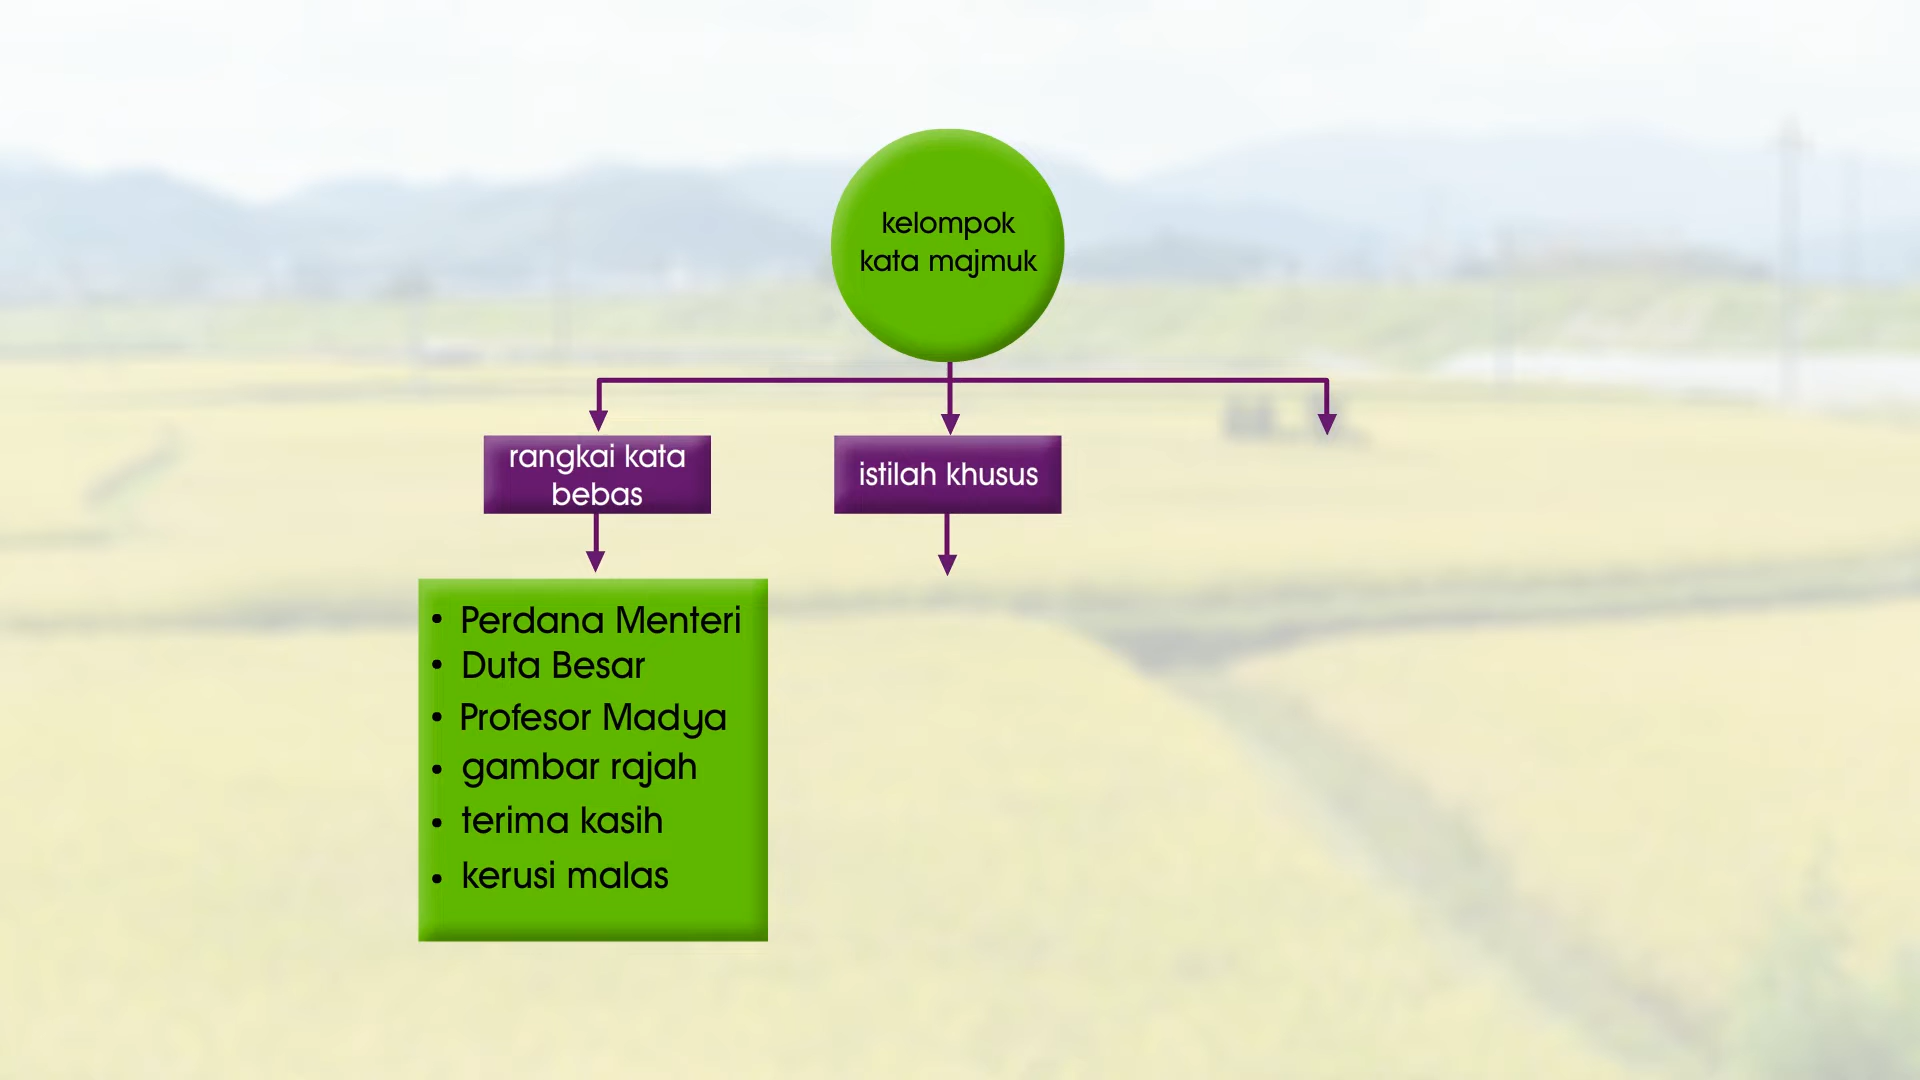 kelompok
kata majmuk
rangkai kata
bebas
istilah khusus
• Perdana Menteri
• Duta Besar
• Profesor Madya
• gambar rajah
• terima kasih
• kerusi malas